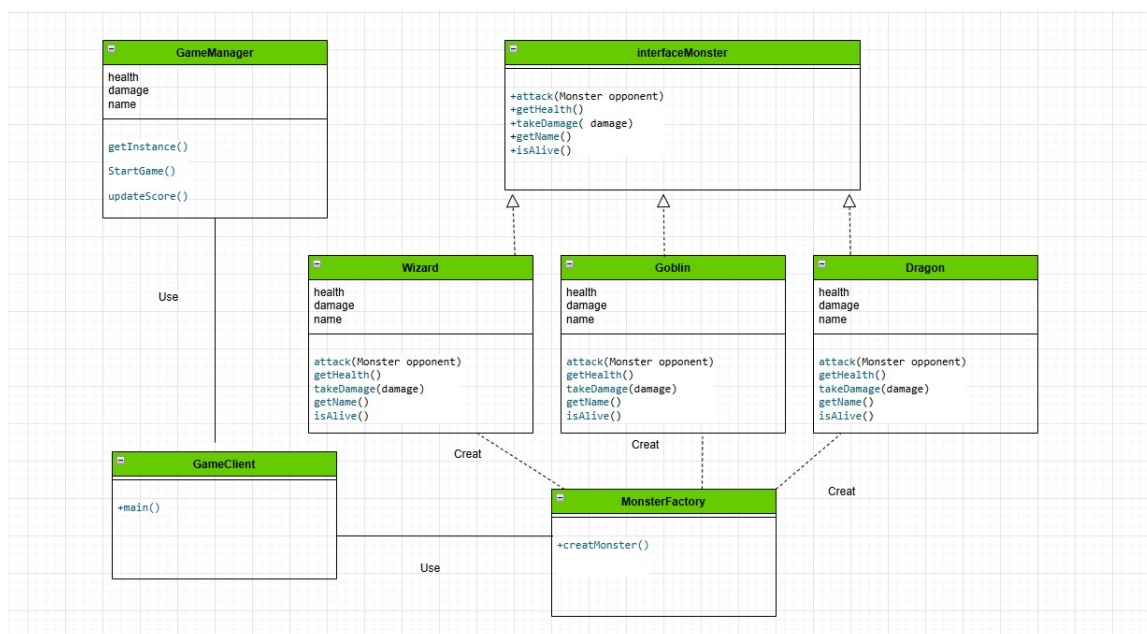 GameManager
health
damage
name
getInstance()
StartGame()
updateScore()
interfaceMonster
+attack(Monster opponent)
+getHealth()
+takeDamage( damage)
+getName()
+isAlive()
Use
Wizard
health
damage
name
attack(Monster opponent)
getHealth()
takeDamage(damage)
getName()
isAlive()
Goblin
health
damage
name
attack(Monster opponent)
getHealth()
takeDamage(damage)
getName()
isAlive()
Dragon
health
damage
name
attack(Monster opponent)
getHealth()
takeDamage(damage)
getName()
isAlive()
Creat
Creat
Creat
GameClient
+main()
Use
MonsterFactory
+creatMonster()